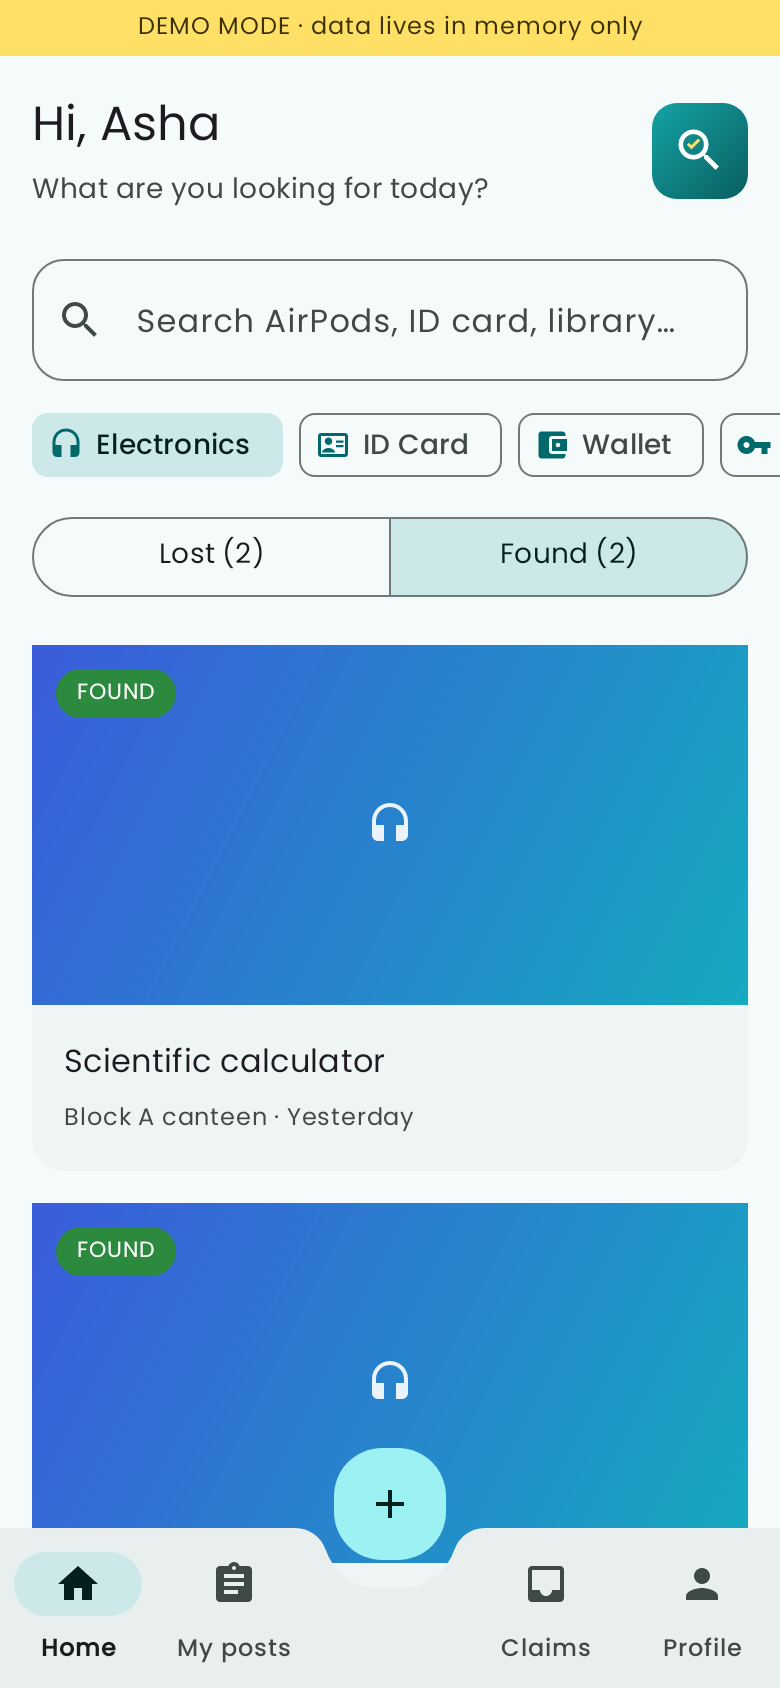 DEMO MODE · data lives in memory only
Hi, Asha
What are you looking for today?
Search AirPods, ID card, library…
Electronics
ID Card
Wallet
Lost (2)
Found (2)
FOUND
Scientific calculator
Block A canteen · Yesterday
FOUND
Home
My posts
Claims
Profile